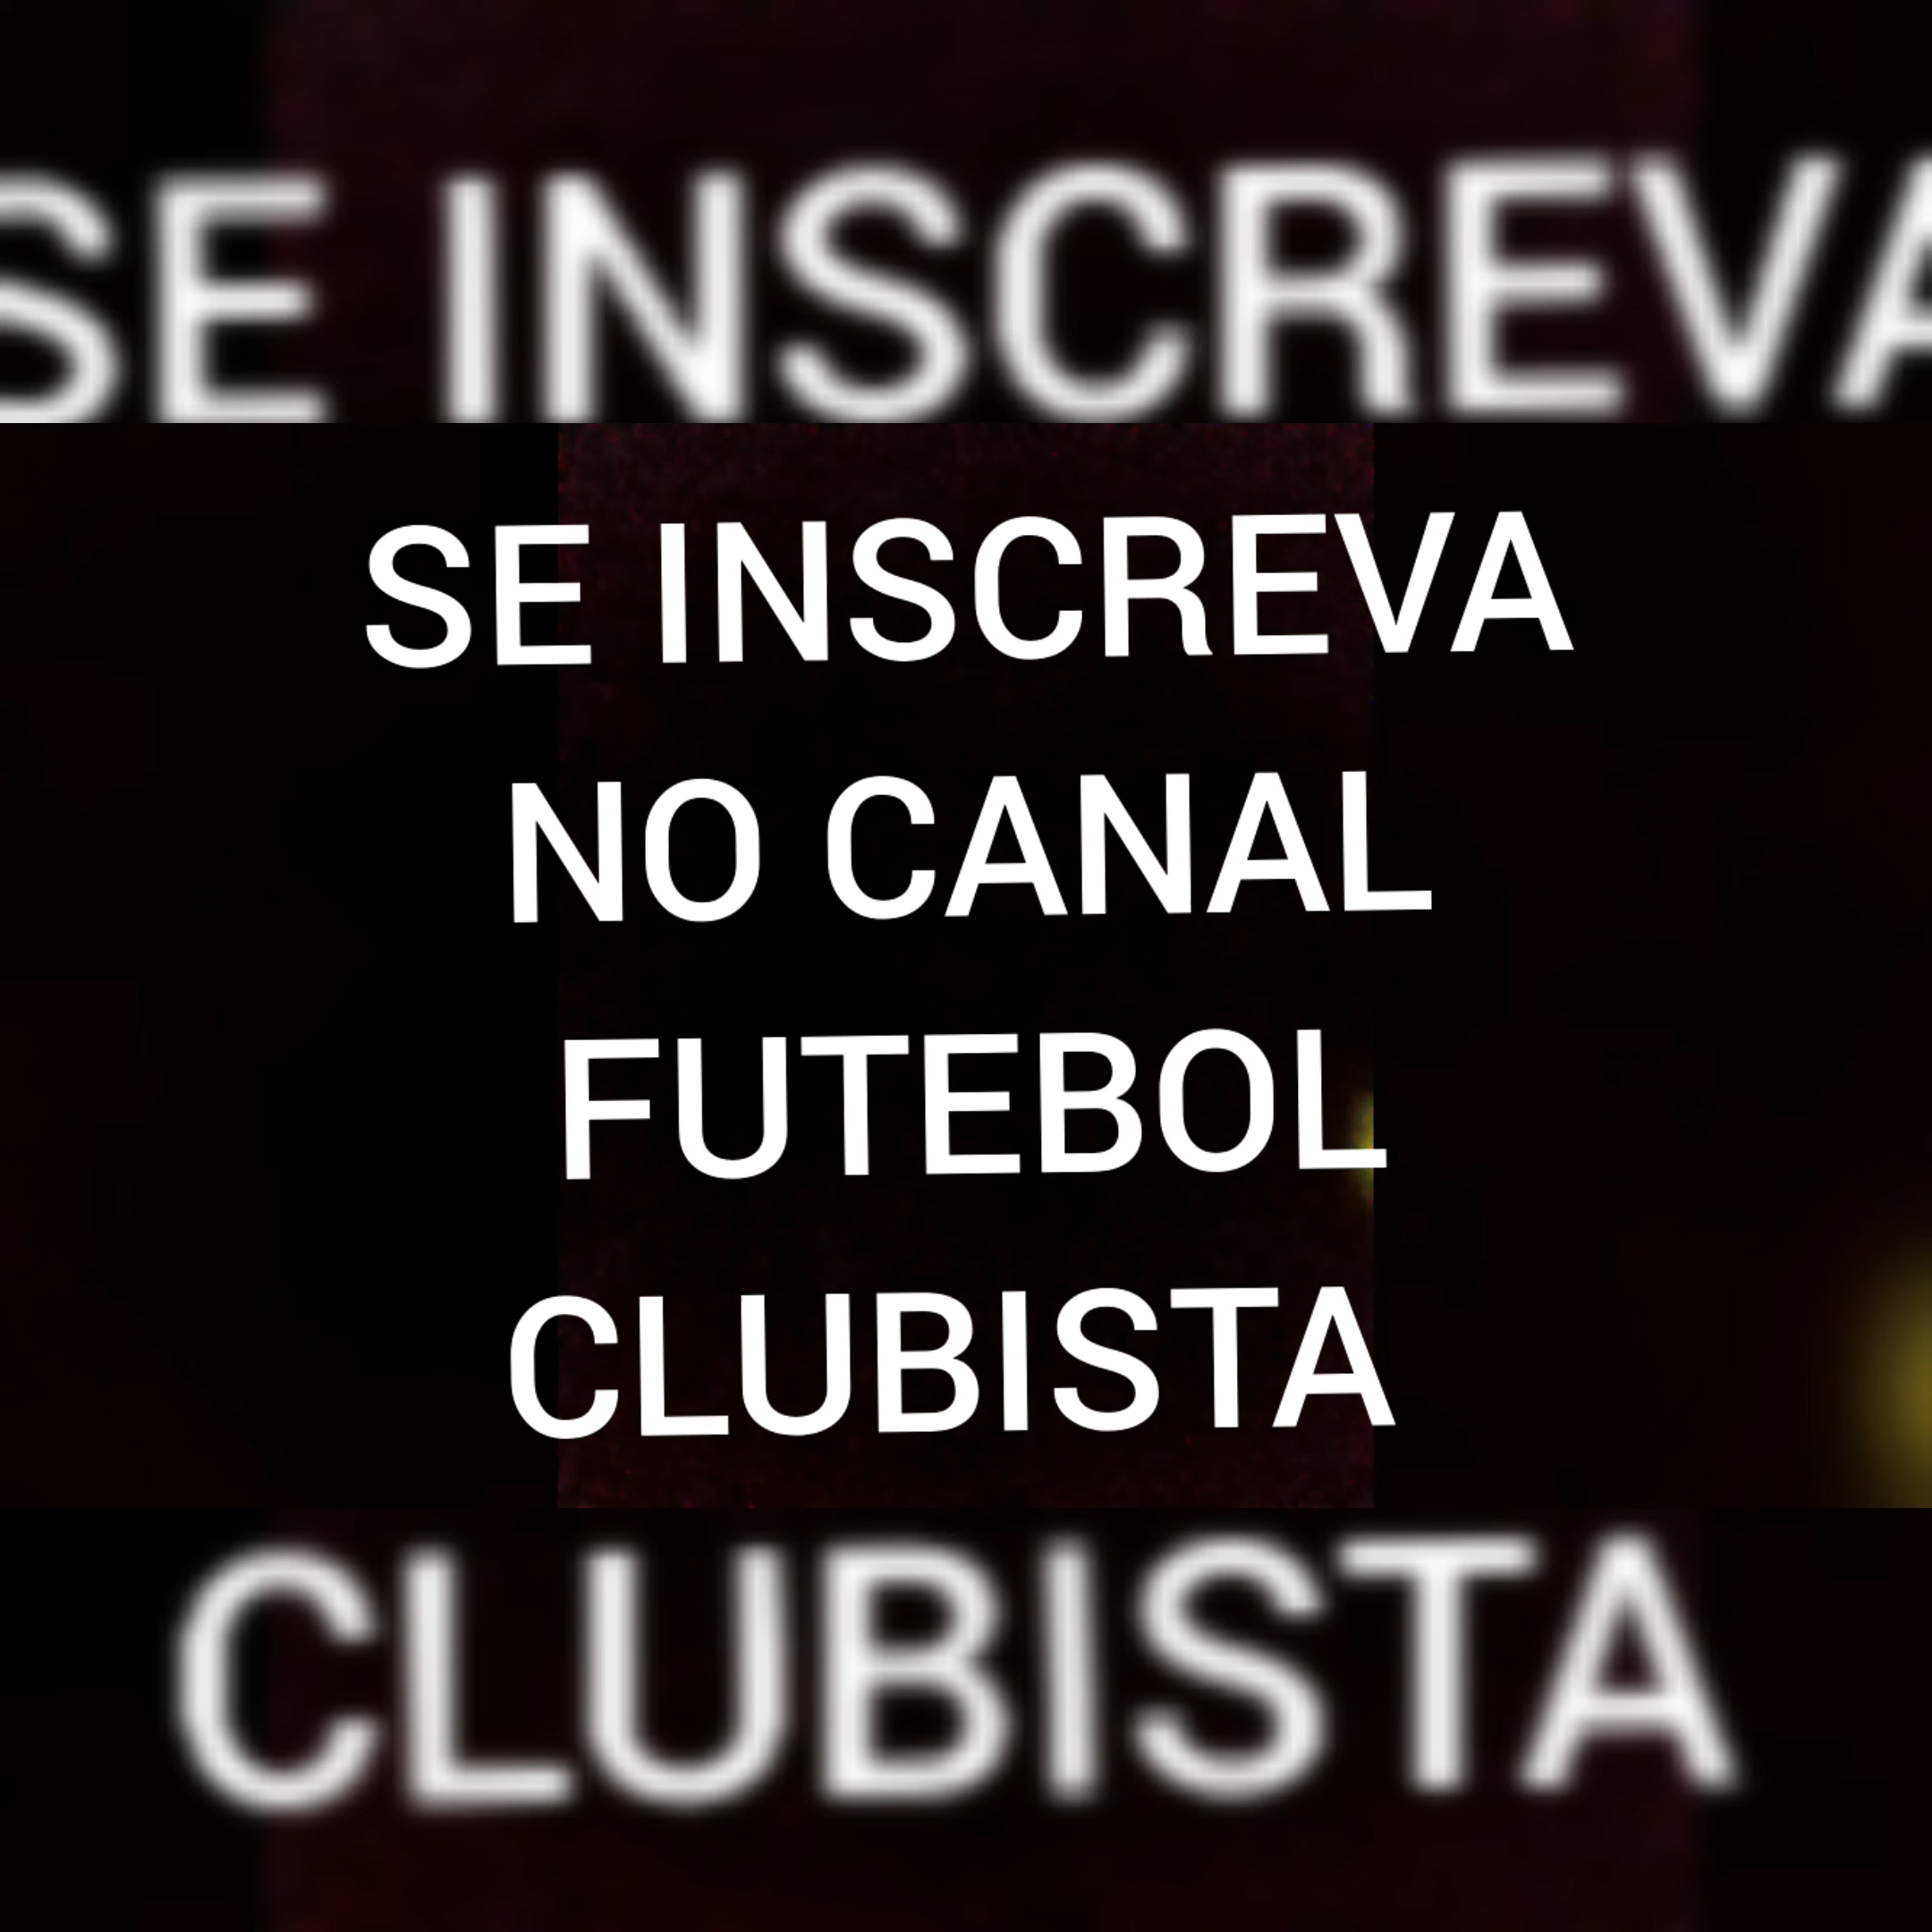 SE INSCREVA
SE INSCREVA
NO CANAL
FUTEBOL
CLUBISTA
CLUBISTA